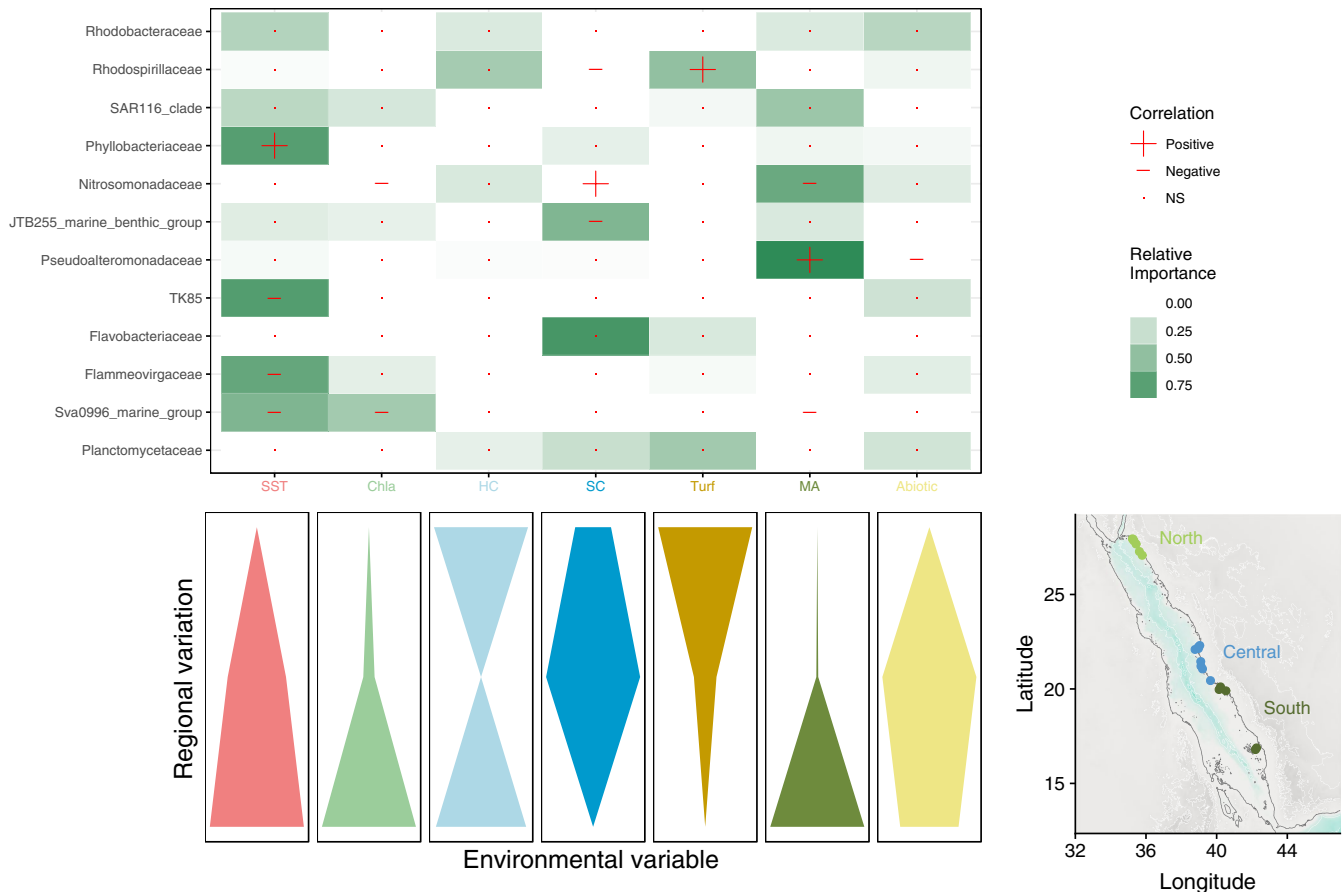 Rhodobacteraceae
Rhodospirillaceae
SAR116_clade
Phyllobacteriaceae
Nitrosomonadaceae
JTB255_marine_benthic_group
Pseudoalteromonadaceae
TK85
Flavobacteriaceae
Flammeovirgaceae
Sva0996_marine_group
Planctomycetaceae
SST Chla HC SC Turf MA Abiotic
Correlation
Positive
Negative
NS
Relative
Importance
0.00
0.25
0.50
0.75
Regional variation
Environmental variable
North
Central
South
Latitude
25
20
15
32 36 40 44
Longitude